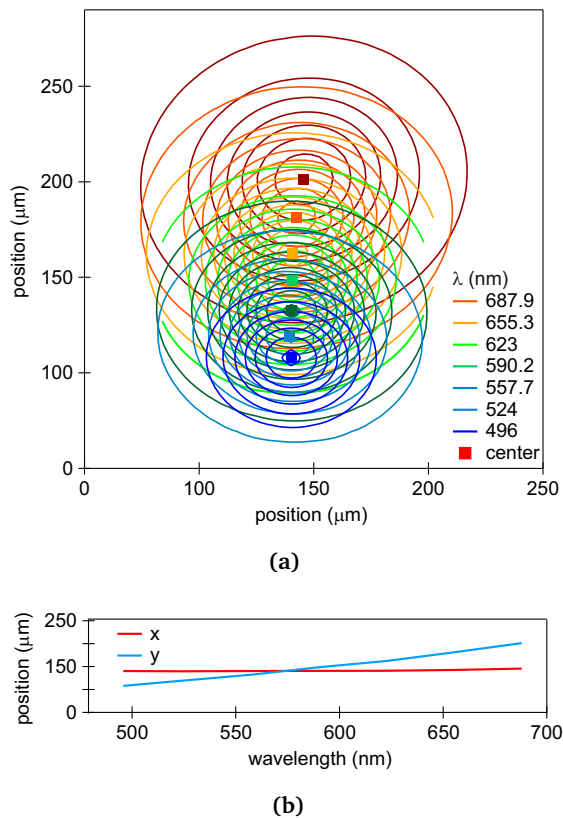 250
200
150
100
0
position (μm)
λ (nm)
687.9
655.3
623
590.2
557.7
524
496
center
0
100
150
200
250
position (μm)
(a)
250
150
0
position (μm)
x
y
500
550
600
650
700
wavelength (nm)
(b)